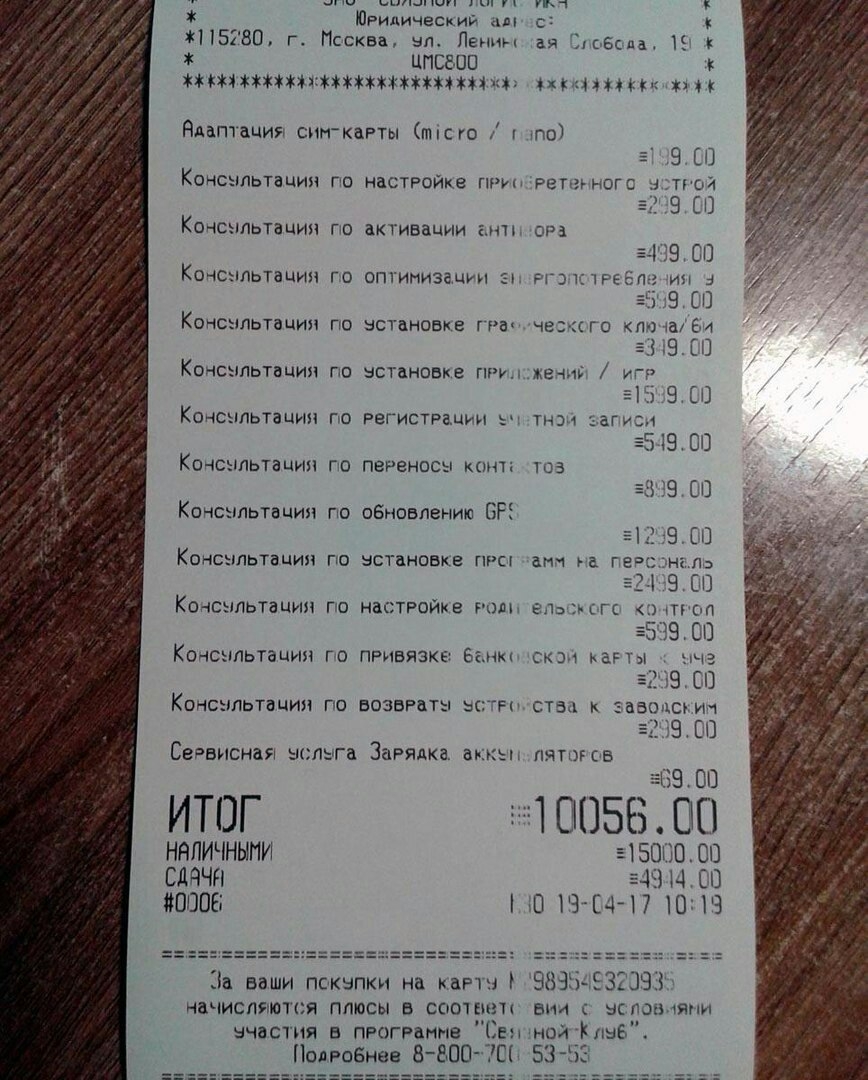 ЗАО "СВЯЗНОЙ ЛОГИСТИКА"
* Юридический адрес: *
*115280, г. Москва, ул. Ленинская Слобода, 19 *
* ЦМС800 *
Адаптация сим-карты (micro / nano)
≡199.00
Консультация по настройке приобретенного устрой
≡299.00
Консультация по активации антивора
≡499.00
Консультация по оптимизации энергопотребления у
≡599.00
Консультация по установке графического ключа/би
≡349.00
Консультация по установке приложений / игр
≡1599.00
Консультация по регистрации учетной записи
≡549.00
Консультация по переносу контактов
≡899.00
Консультация по обновлению GPS
≡1299.00
Консультация по установке программ на персональ
≡2499.00
Консультация по настройке родительского контрол
≡599.00
Консультация по привязке банковской карты к уче
≡299.00
Консультация по возврату устройства к заводским
≡299.00
Сервисная услуга Зарядка аккумуляторов
≡69.00
ИТОГ ≡10056.00
НАЛИЧНЫМИ ≡15000.00
СДАЧА ≡4944.00
#0006 19-04-17 10:19
За ваши покупки на карту №
начисляются плюсы в соответствии с условиями
участия в программе "Связной-Клуб".
Подробнее 8-800-700-53-53